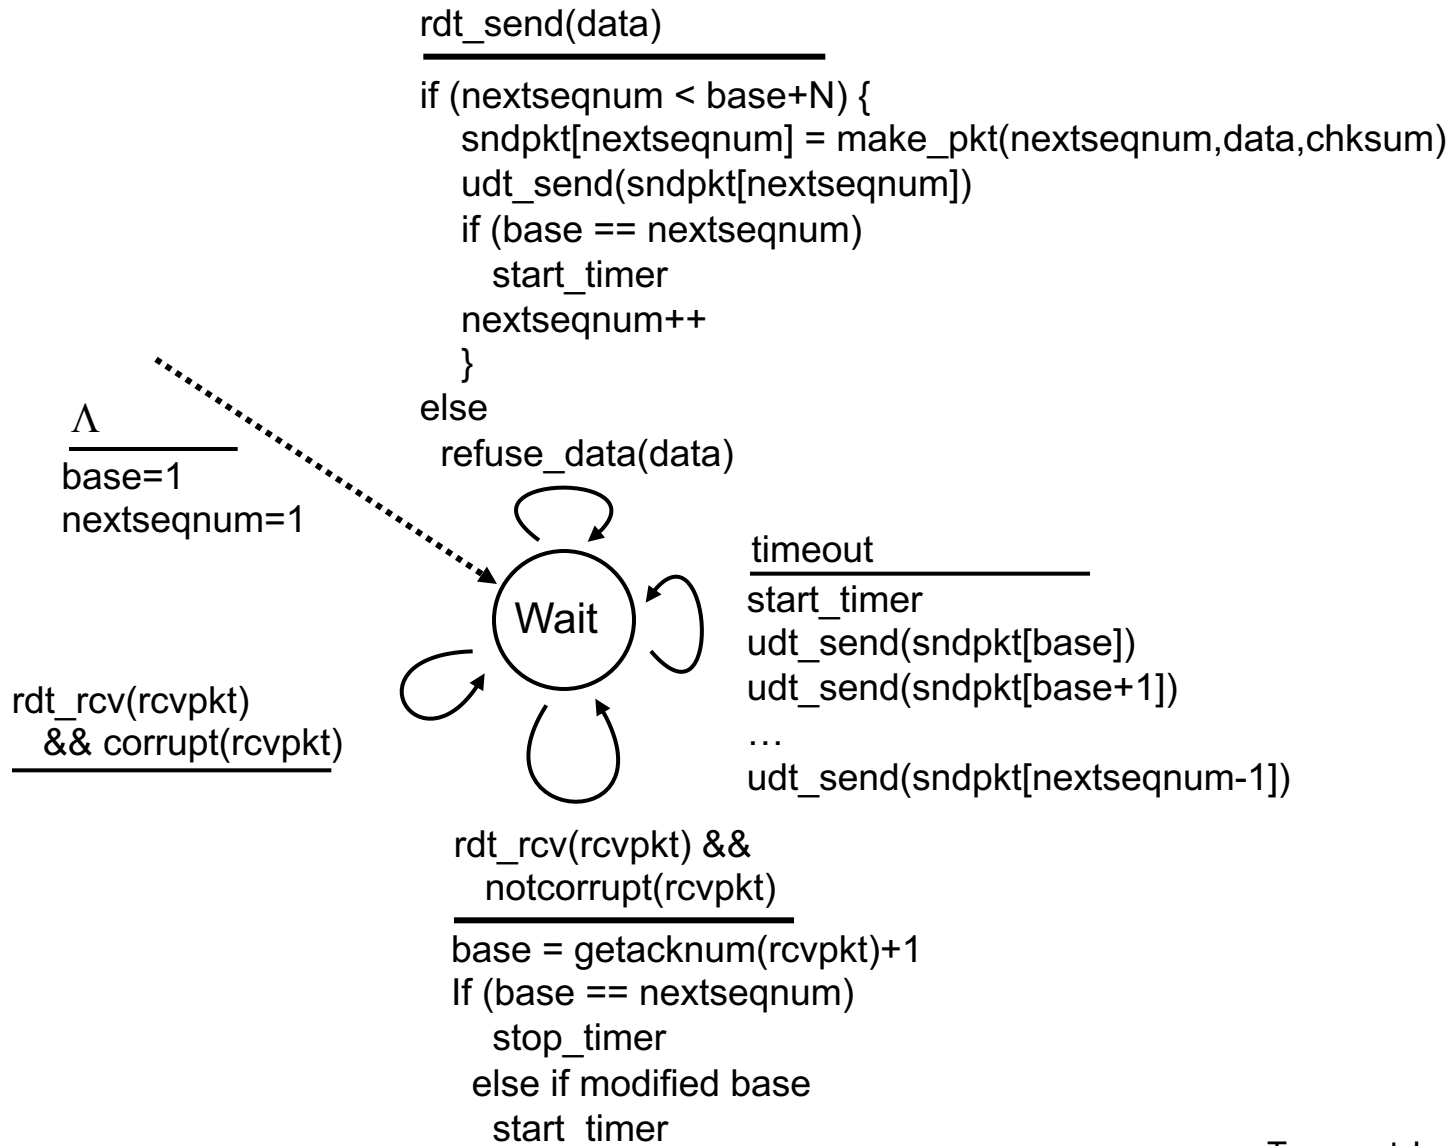 rdt_send(data)
if (nextseqnum < base+N) {
sndpkt[nextseqnum] = make_pkt(nextseqnum,data,chksum)
udt_send(sndpkt[nextseqnum])
if (base == nextseqnum)
start_timer
nextseqnum++
}
else
refuse_data(data)
Λ
base=1
nextseqnum=1
Wait
timeout
start_timer
udt_send(sndpkt[base])
udt_send(sndpkt[base+1])
…
udt_send(sndpkt[nextseqnum-1])
rdt_rcv(rcvpkt)
&& corrupt(rcvpkt)
rdt_rcv(rcvpkt) &&
notcorrupt(rcvpkt)
base = getacknum(rcvpkt)+1
If (base == nextseqnum)
stop_timer
else if modified base
start_timer